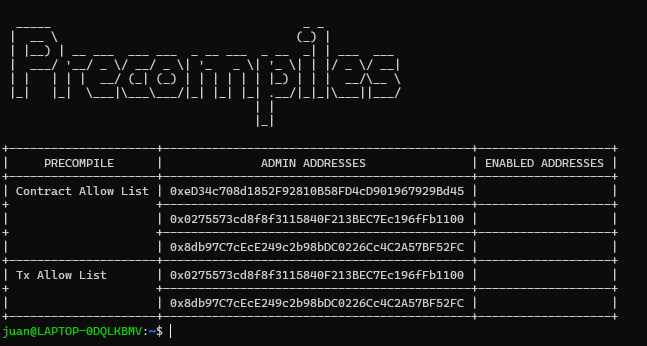 Precompiles
PRECOMPILE | ADMIN ADDRESSES | ENABLED ADDRESSES
Contract Allow List | 0xeD34c708d1852F92810B58FD4cD901967929Bd45 |
0x0275573cd8f8f3115840F213BEC7Ec196fFb1100
0x8db97C7cEcE249c2b98bDC0226Cc4C2A57BF52FC
Tx Allow List | 0x0275573cd8f8f3115840F213BEC7Ec196fFb1100 |
0x8db97C7cEcE249c2b98bDC0226Cc4C2A57BF52FC
juan@LAPTOP-0DQLKBMV:~$